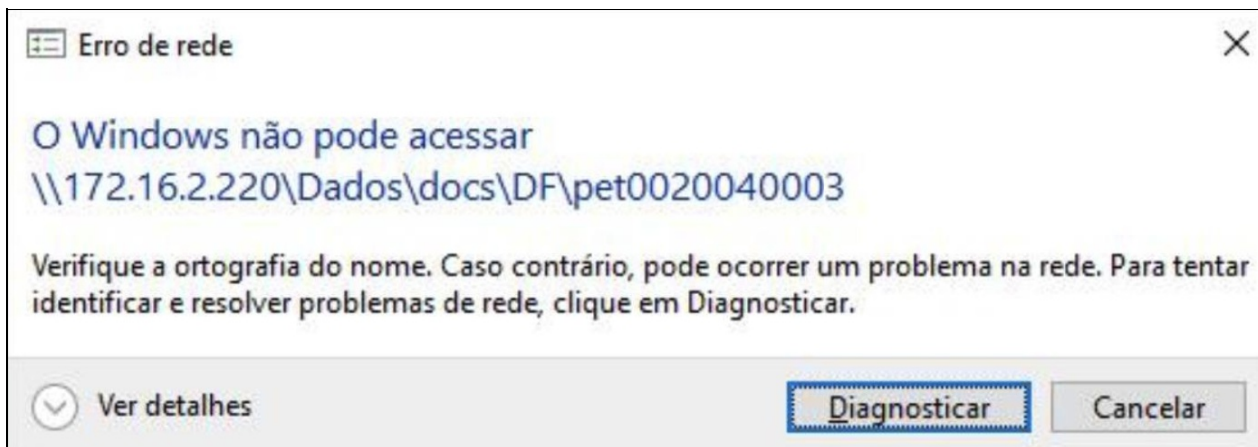 Erro de rede
O Windows não pode acessar
\\172.16.2.220\Dados\docs\DF\pet0020040003
Verifique a ortografia do nome. Caso contrário, pode ocorrer um problema na rede. Para tentar
identificar e resolver problemas de rede, clique em Diagnosticar.
Ver detalhes
Diagnosticar
Cancelar